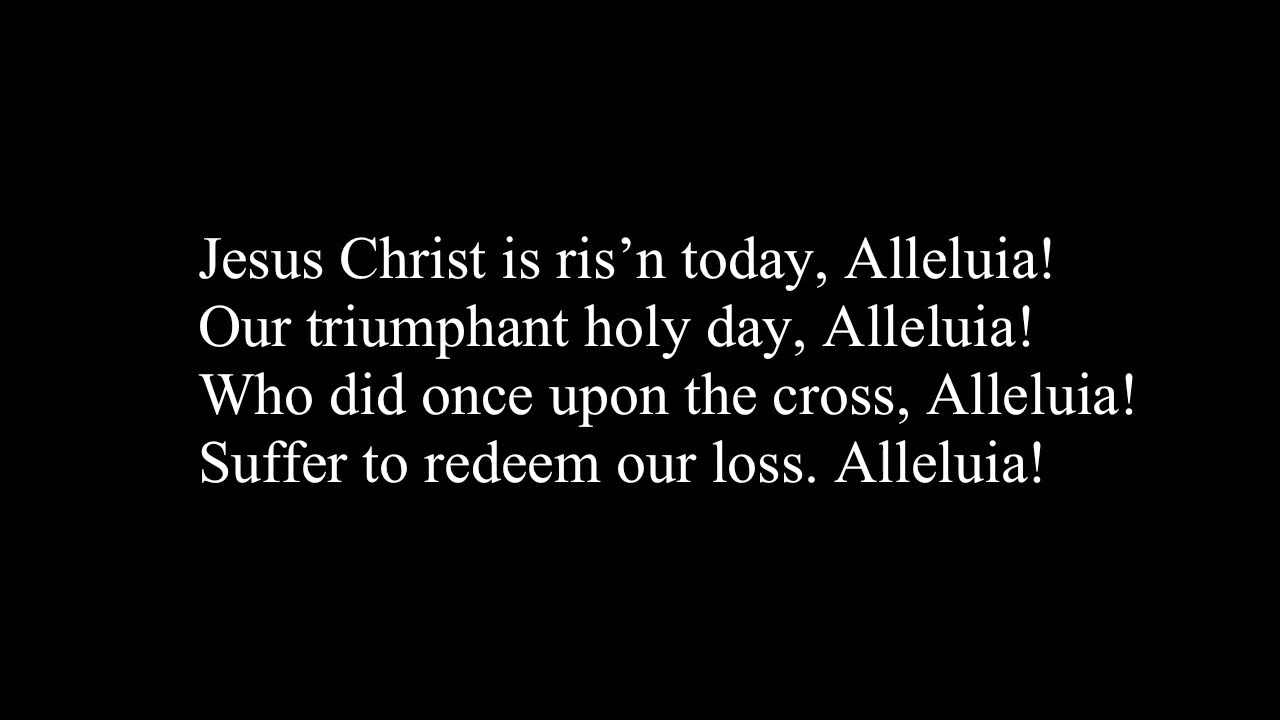 Jesus Christ is ris’n today, Alleluia!
Our triumphant holy day, Alleluia!
Who did once upon the cross, Alleluia!
Suffer to redeem our loss. Alleluia!